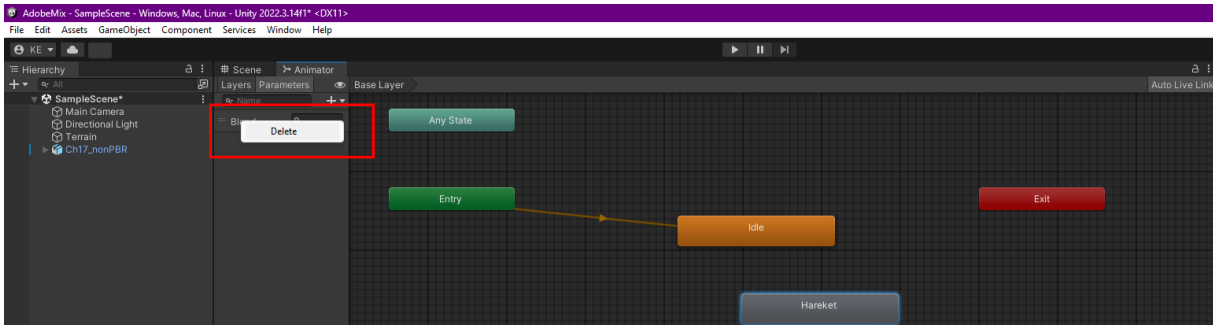 AdobeMix - SampleScene - Windows, Mac, Linux - Unity 2022.3.14f1* <DX11>
File Edit Assets GameObject Component Services Window Help
KE
Hierarchy
Scene Animator
All
Layers Parameters Base Layer Auto Live Link
SampleScene*
Name
Main Camera
Directional Light
Terrain
Ch17_nonPBR
Delete
Any State
Entry
Exit
Idle
Hareket